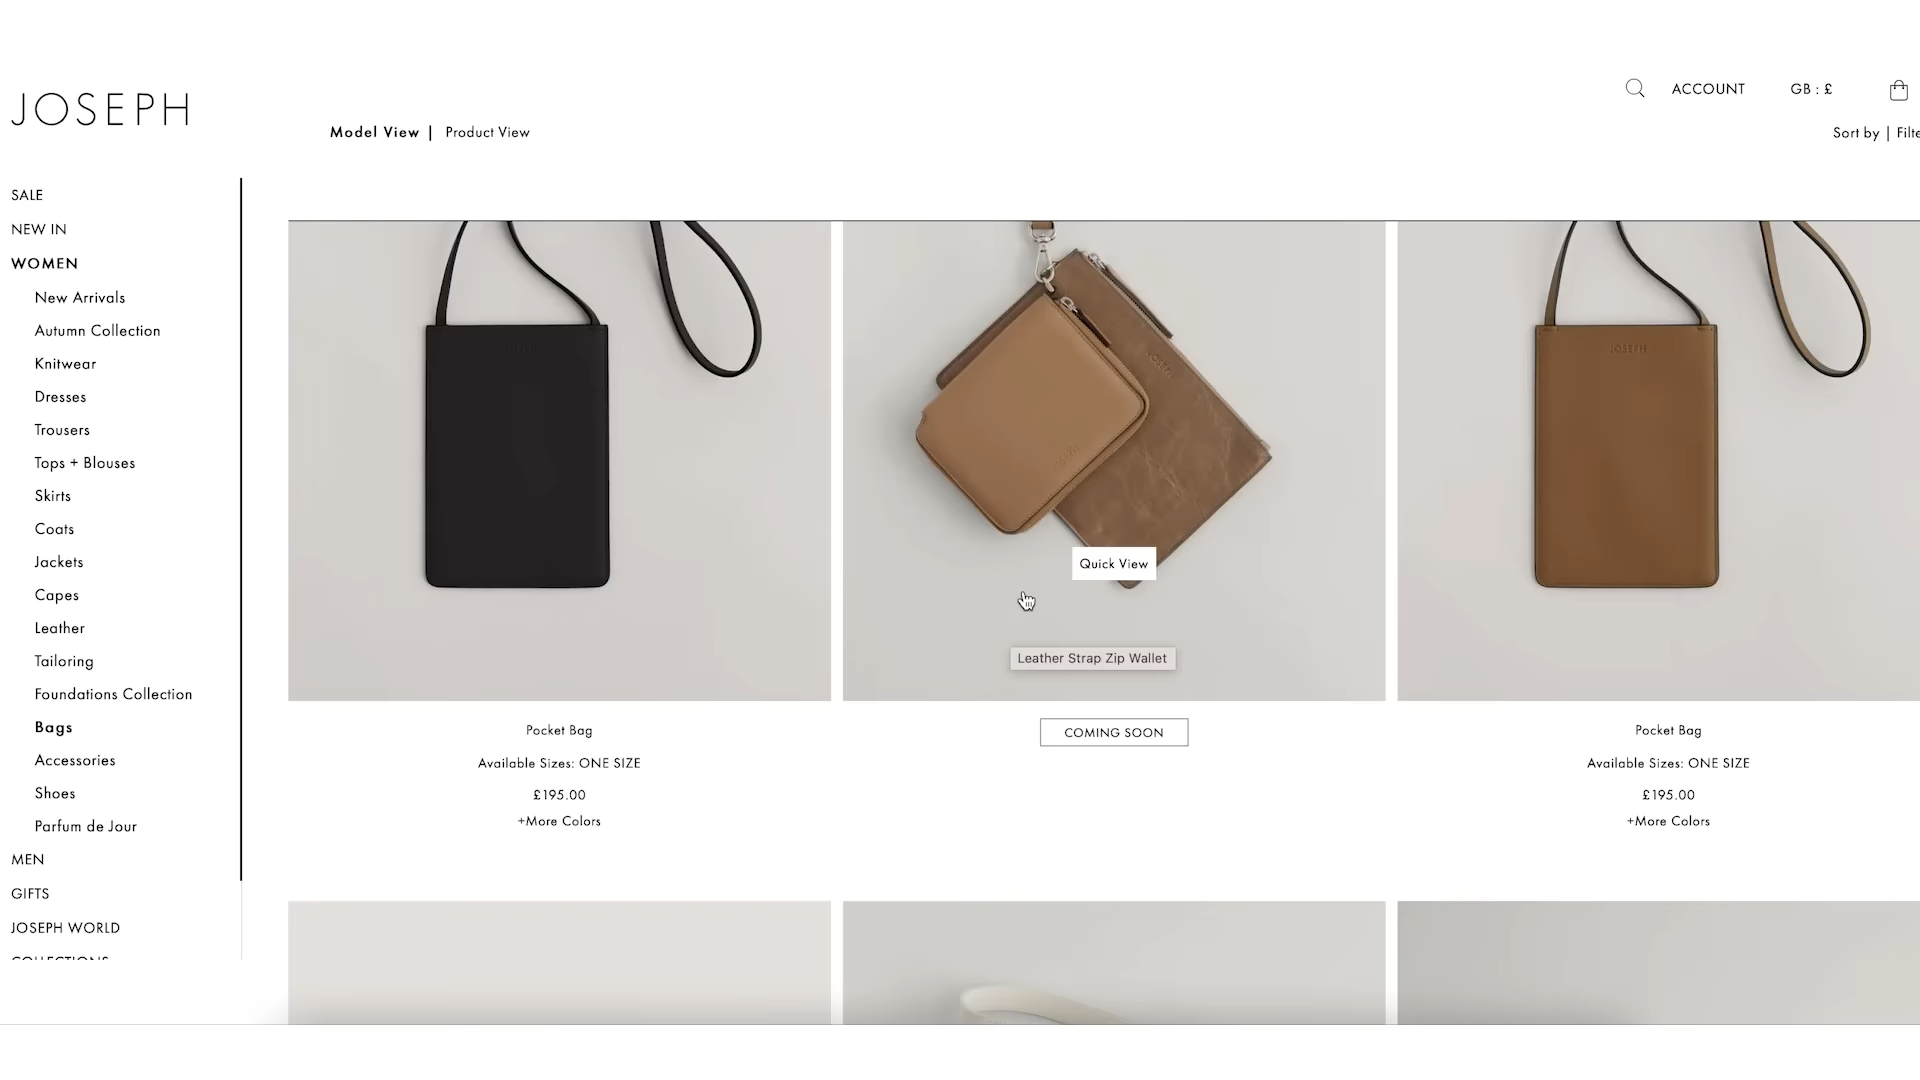 JOSEPH
ACCOUNT
GB : £
Model View | Product View
Sort by | Filte
SALE
NEW IN
WOMEN
New Arrivals
Autumn Collection
Knitwear
Dresses
Trousers
Tops + Blouses
Skirts
Coats
Jackets
Capes
Leather
Tailoring
Foundations Collection
Bags
Accessories
Shoes
Parfum de Jour
MEN
GIFTS
JOSEPH WORLD
COLLECTIONS
JOSEPH
Quick View
Leather Strap Zip Wallet
JOSEPH
Pocket Bag
Available Sizes: ONE SIZE
£195.00
+More Colors
COMING SOON
Pocket Bag
Available Sizes: ONE SIZE
£195.00
+More Colors